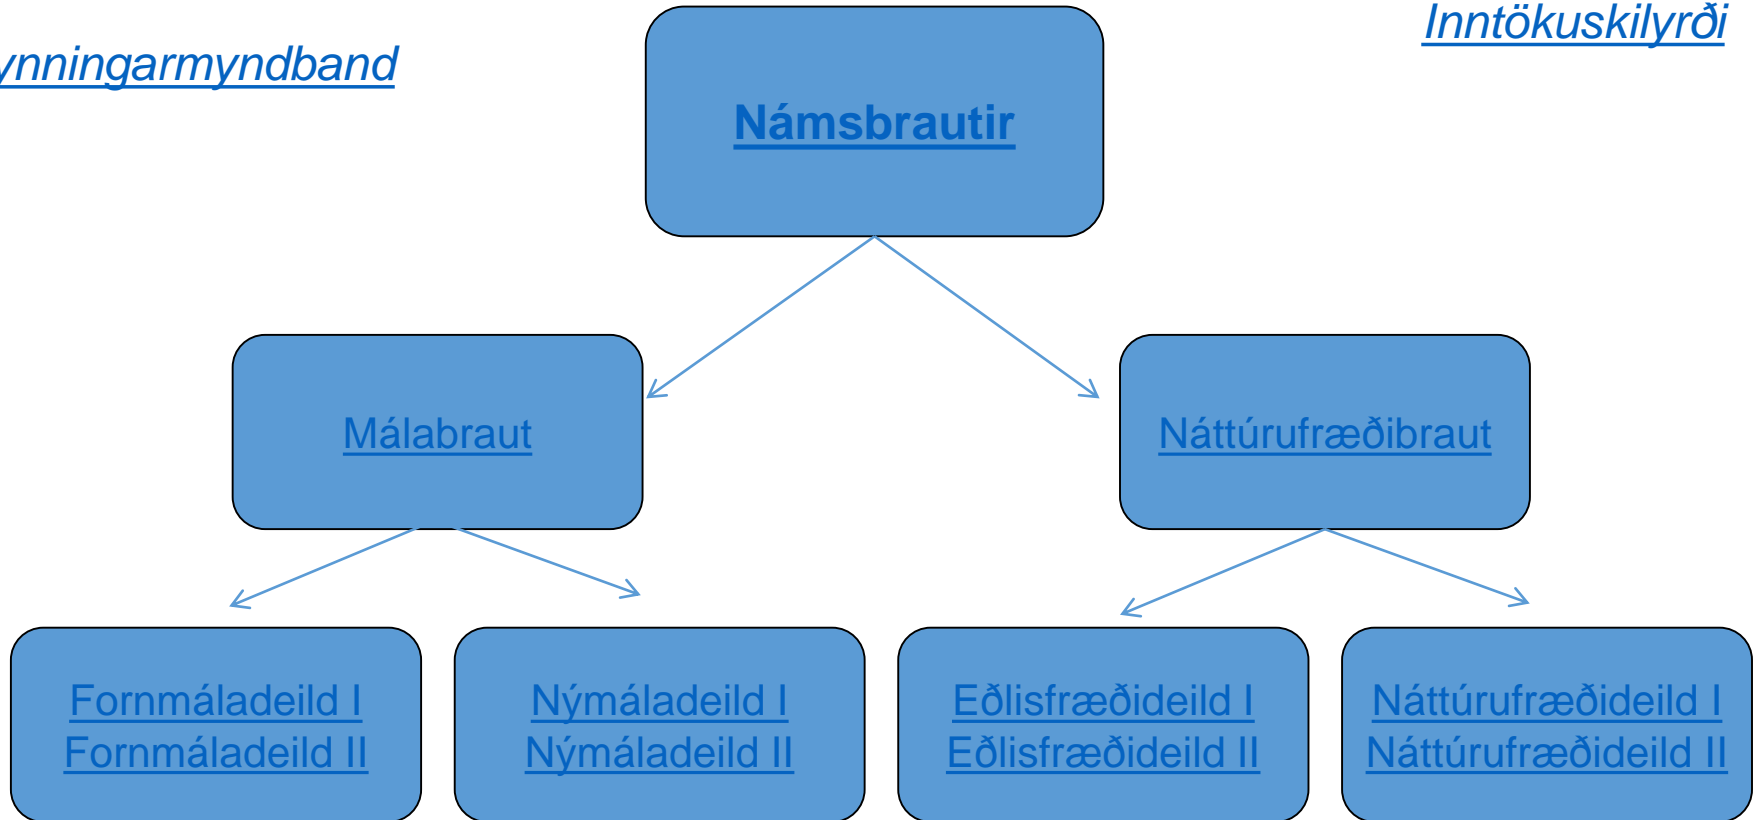 ynningarmyndband
Inntökuskilyrði
Námsbrautir
Málabraut
Náttúrufræðibraut
Fornmáladeild I
Fornmáladeild II
Nýmáladeild I
Nýmáladeild II
Eðlisfræðideild I
Eðlisfræðideild II
Náttúrufræðideild I
Náttúrufræðideild II